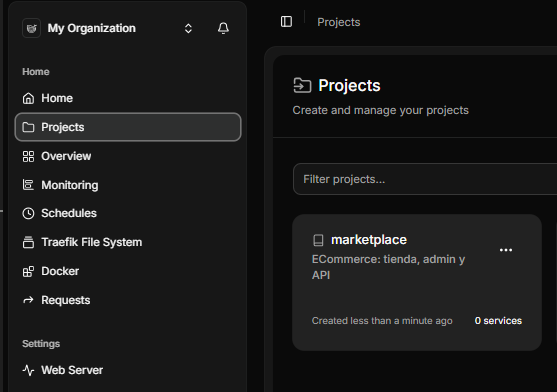 My Organization
Projects
Home
Home
Projects
Overview
Monitoring
Schedules
Traefik File System
Docker
Requests
Settings
Web Server
Projects
Create and manage your projects
Filter projects...
marketplace
ECommerce: tienda, admin y
API
Created less than a minute ago
0 services